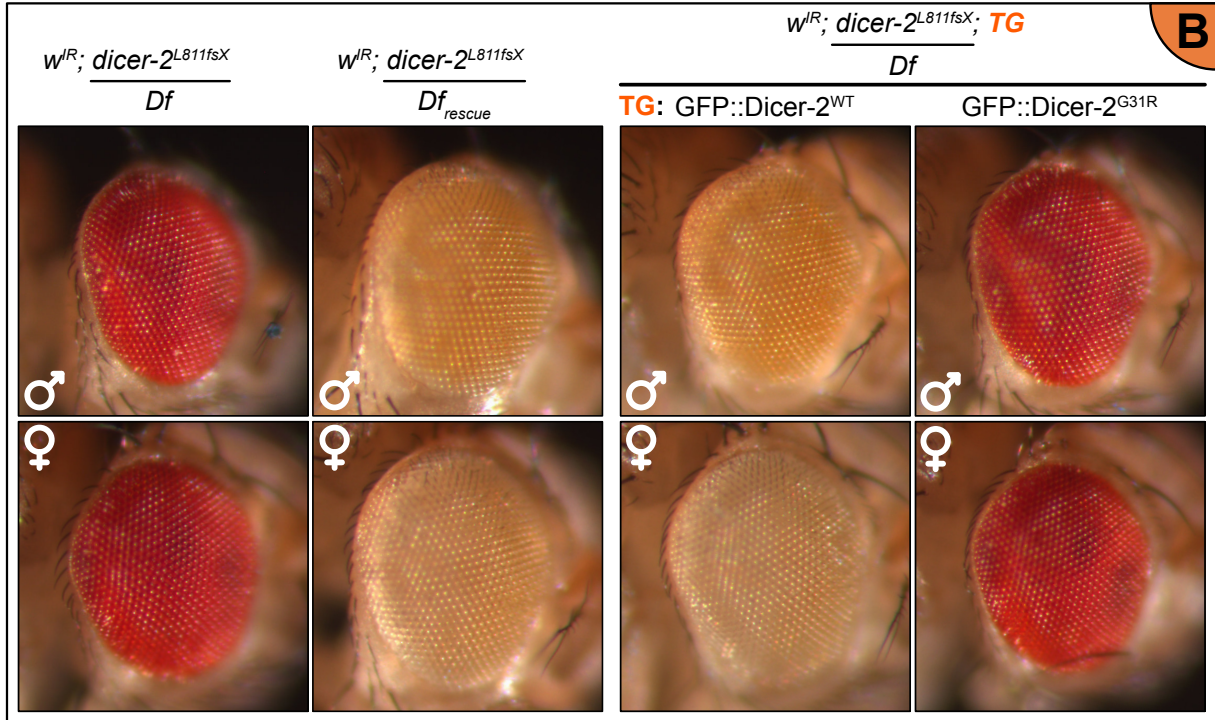 B
w^IR; dicer-2^L811fsX
Df
w^IR; dicer-2^L811fsX
Df_rescue
w^IR; dicer-2^L811fsX; TG
Df
TG: GFP::Dicer-2^WT
GFP::Dicer-2^G31R
♂
♂
♂
♂
♀
♀
♀
♀